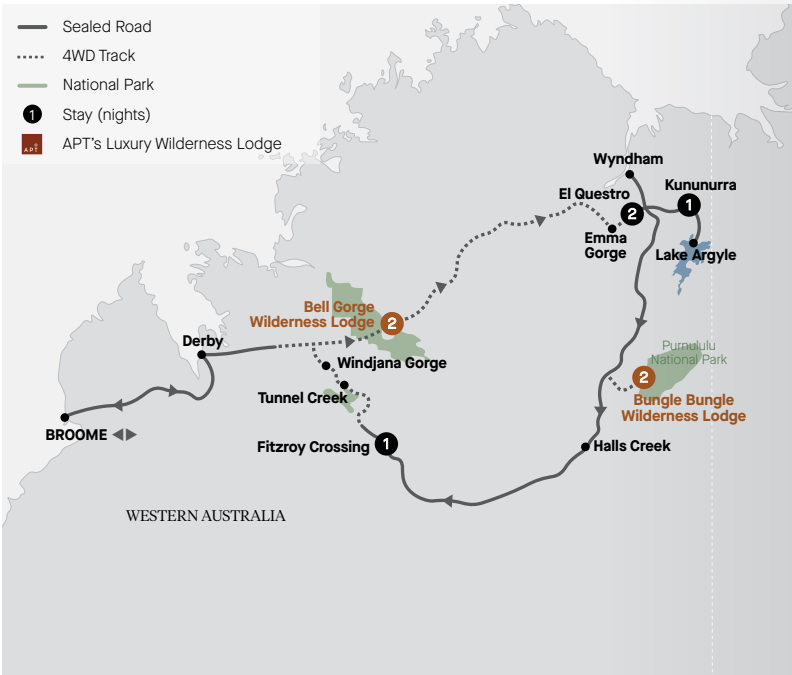 Sealed Road
4WD Track
National Park
1
Stay (nights)
APT
APT's Luxury Wilderness Lodge
Wyndham
Kununurra
1
El Questro
2
Emma
Gorge
Lake Argyle
Bell Gorge
Wilderness Lodge
2
Derby
Windjana Gorge
Purnululu
National Park
2
Bungle Bungle
Wilderness Lodge
Tunnel Creek
BROOME
Fitzroy Crossing
1
Halls Creek
WESTERN AUSTRALIA